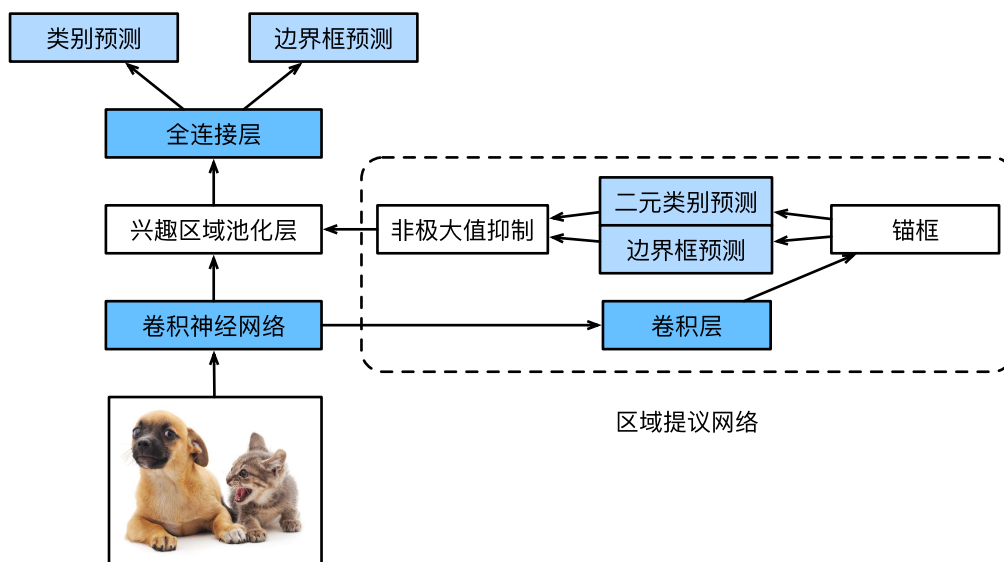 类别预测
边界框预测
全连接层
兴趣区域池化层
非极大值抑制
二元类别预测
边界框预测
锚框
卷积神经网络
卷积层
区域提议网络